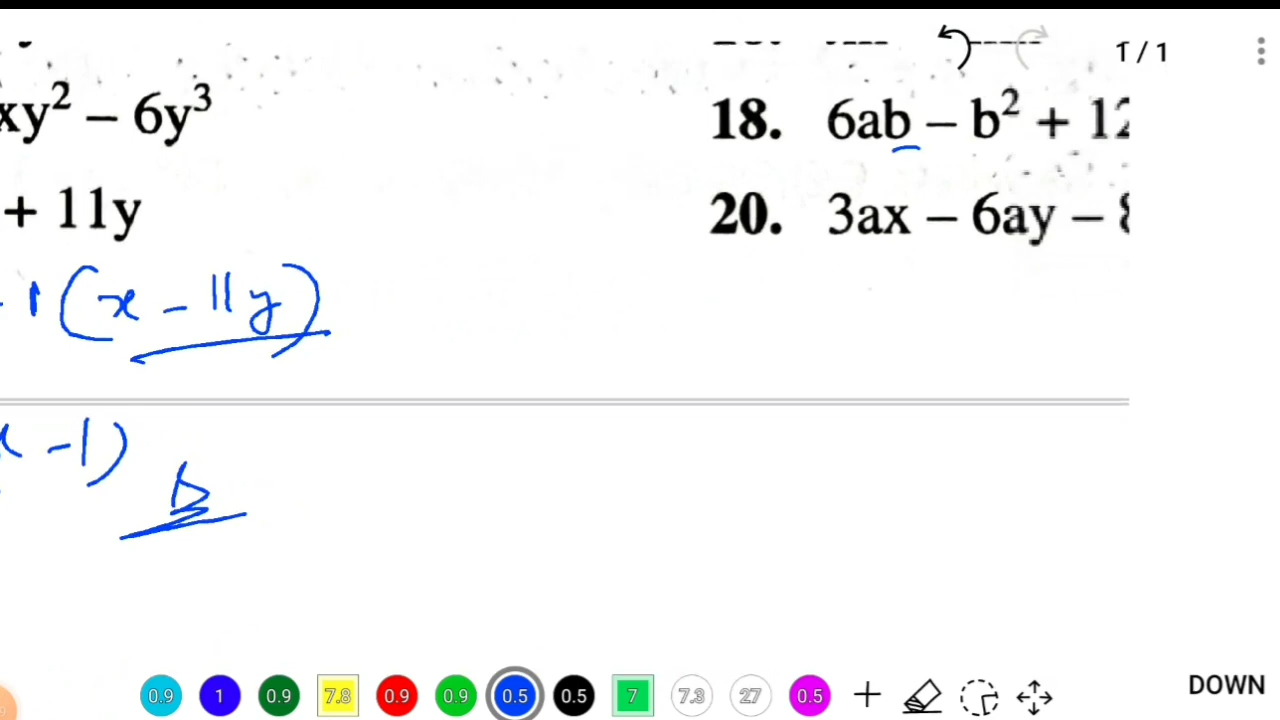 1 / 1
xy² – 6y³
18. 6ab – b² + 12
+ 11y
20. 3ax – 6ay –
(x - 11y)
-1)
b
0.9 1 0.9 7.8 0.9 0.9 0.5 0.5 7 7.3 27 0.5
DOWN